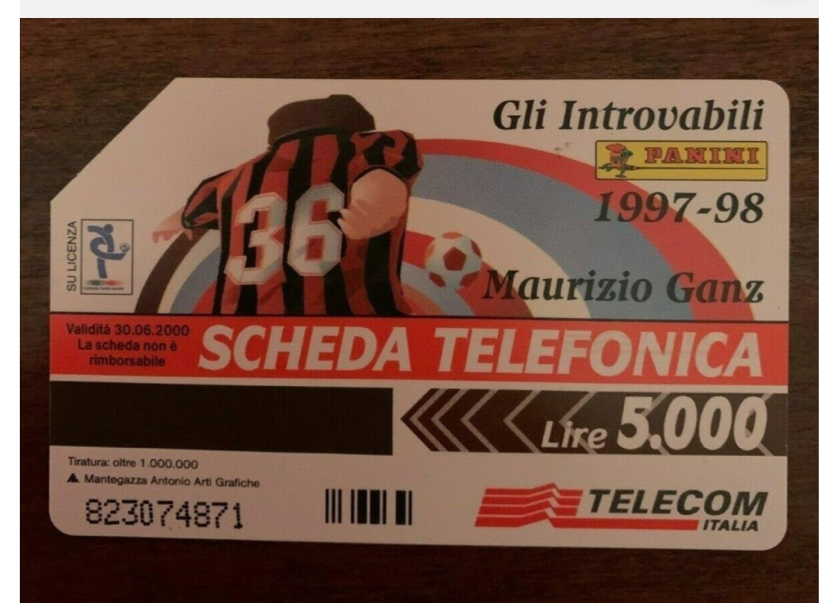 Gli Introvabili
PANINI
1997-98
Maurizio Ganz
36
SU LICENZA
Validità 30.06.2000
La scheda non è
rimborsabile
SCHEDA TELEFONICA
Lire 5.000
Tiratura: oltre 1.000.000
▲ Mantegazza Antonio Arti Grafiche
823074871
TELECOM
ITALIA